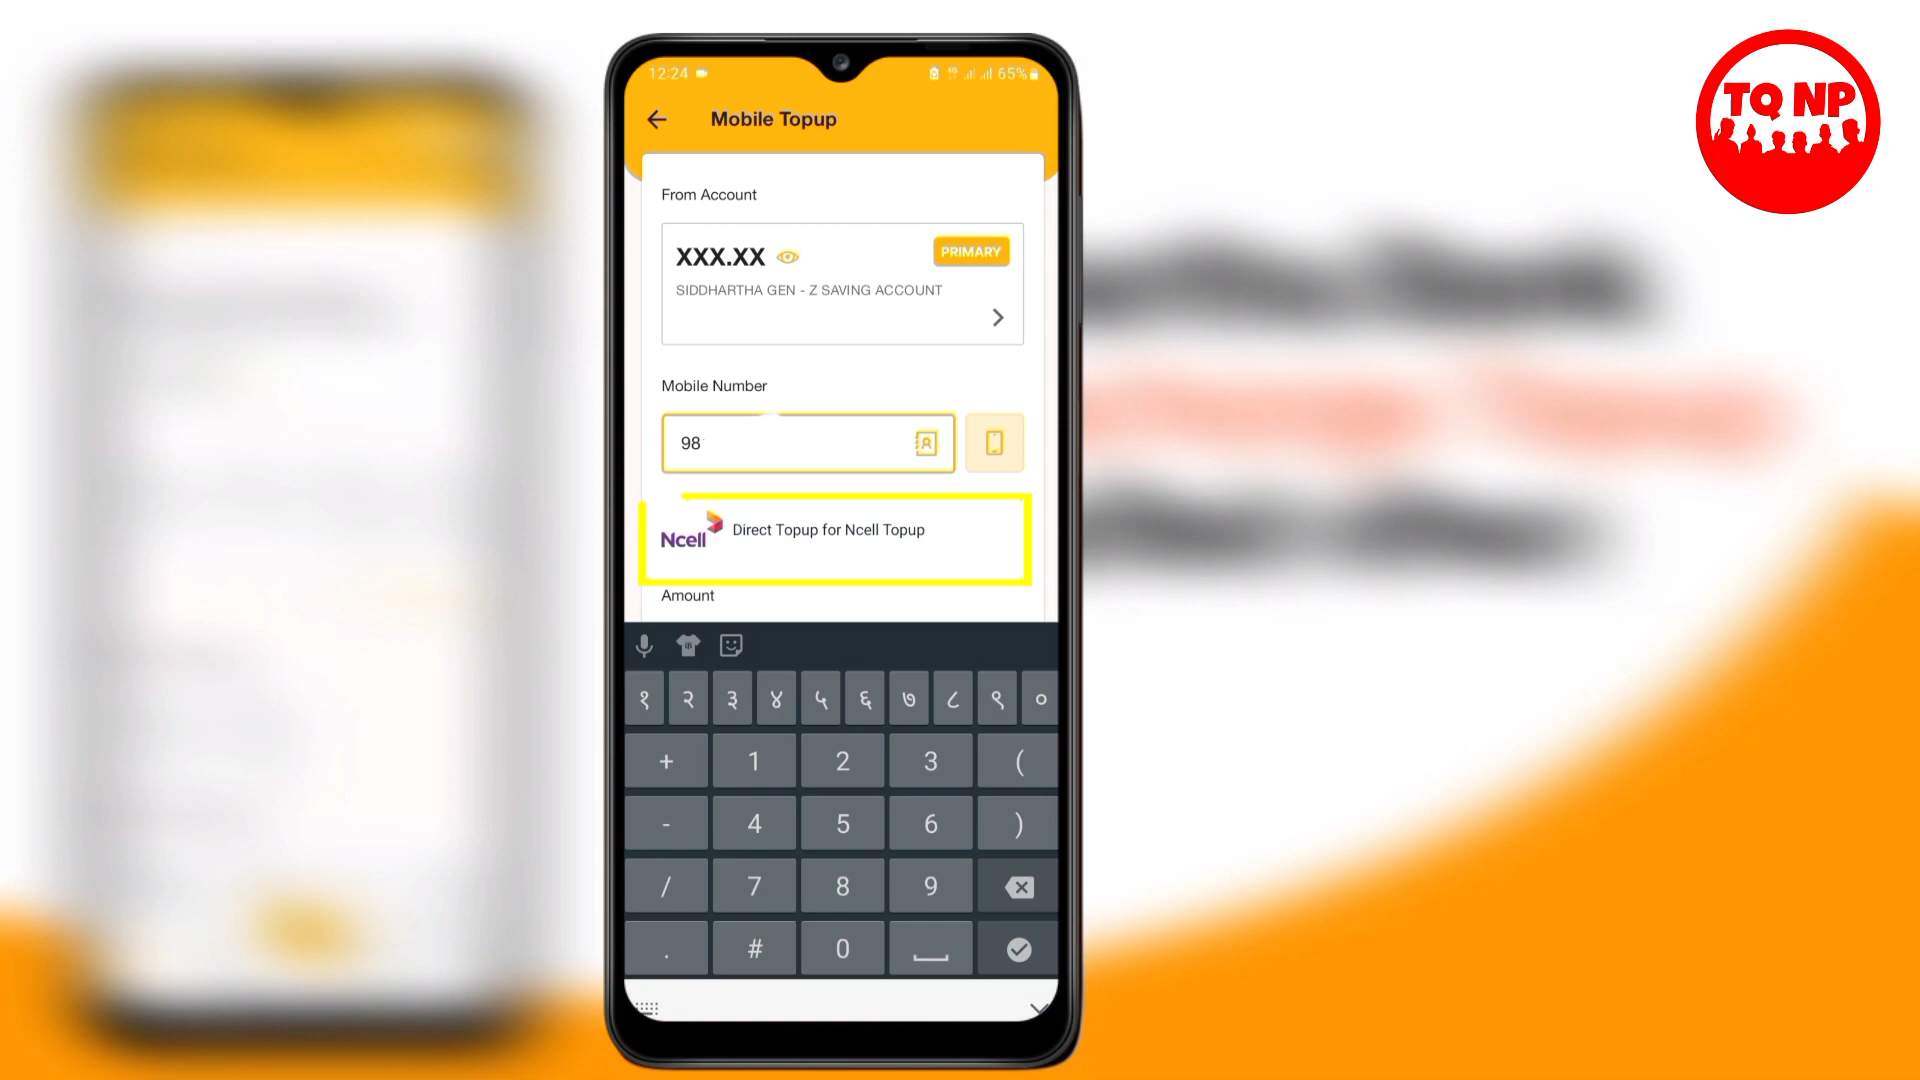 TQ NP
12:24
4G 65%
Mobile Topup
From Account
XXX.XX
PRIMARY
SIDDHARTHA GEN - Z SAVING ACCOUNT
Mobile Number
98
Ncell Direct Topup for Ncell Topup
Amount
१ २ ३ ४ ५ ६ ७ ८ ९ ०
+ 1 2 3 (
- 4 5 6 )
/ 7 8 9
. # 0